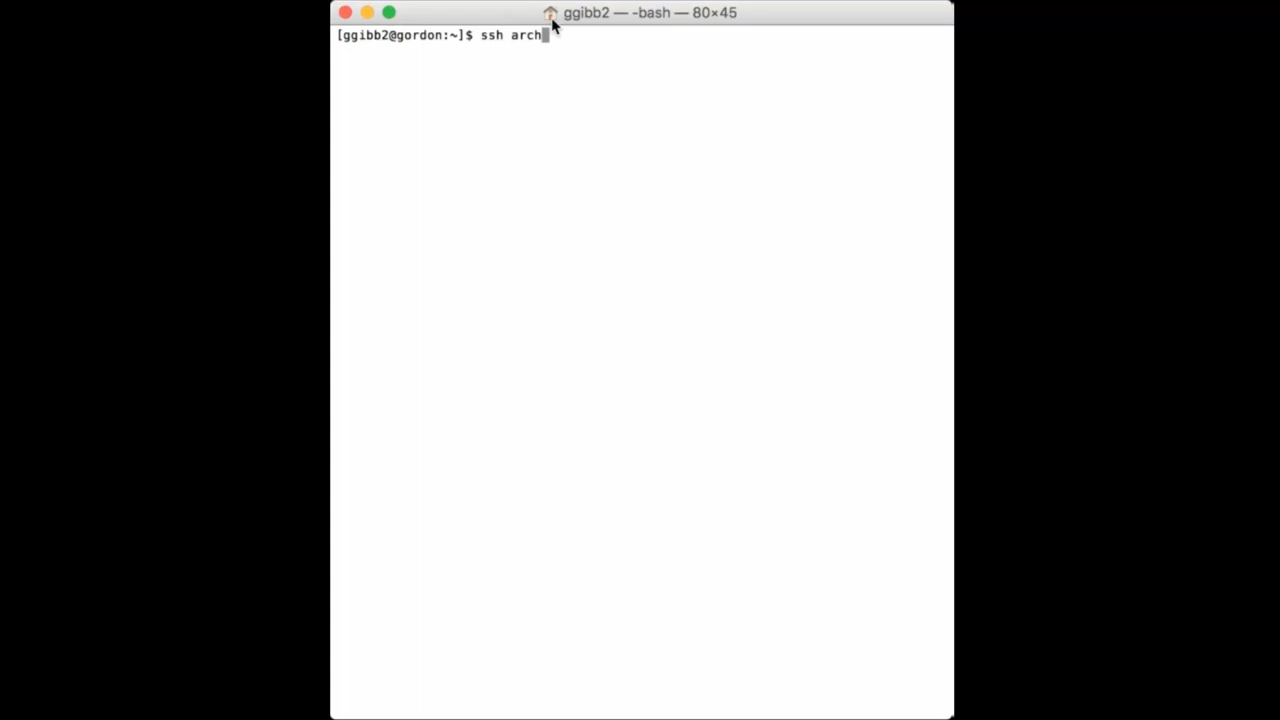 ggibb2 — -bash — 80×45
[ggibb2@gordon:~]$ ssh arch